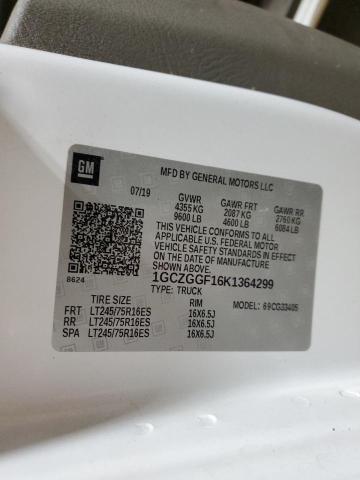 GM
MFD BY GENERAL MOTORS LLC
07/19
GVWR GAWR FRT GAWR RR
4355 KG 2087 KG 2760 KG
9600 LB 4600 LB 6084 LB
THIS VEHICLE CONFORMS TO ALL
APPLICABLE U.S. FEDERAL MOTOR
VEHICLE SAFETY STANDARDS IN EFFECT
ON THE DATE OF MANUFACTURE
SHOWN ABOVE.
1GCZGGF16K1364299
8624
TYPE: TRUCK
MODEL: 69CG33405
TIRE SIZE RIM
FRT LT245/75R16ES 16X6.5J
RR LT245/75R16ES 16X6.5J
SPA LT245/75R16ES 16X6.5J